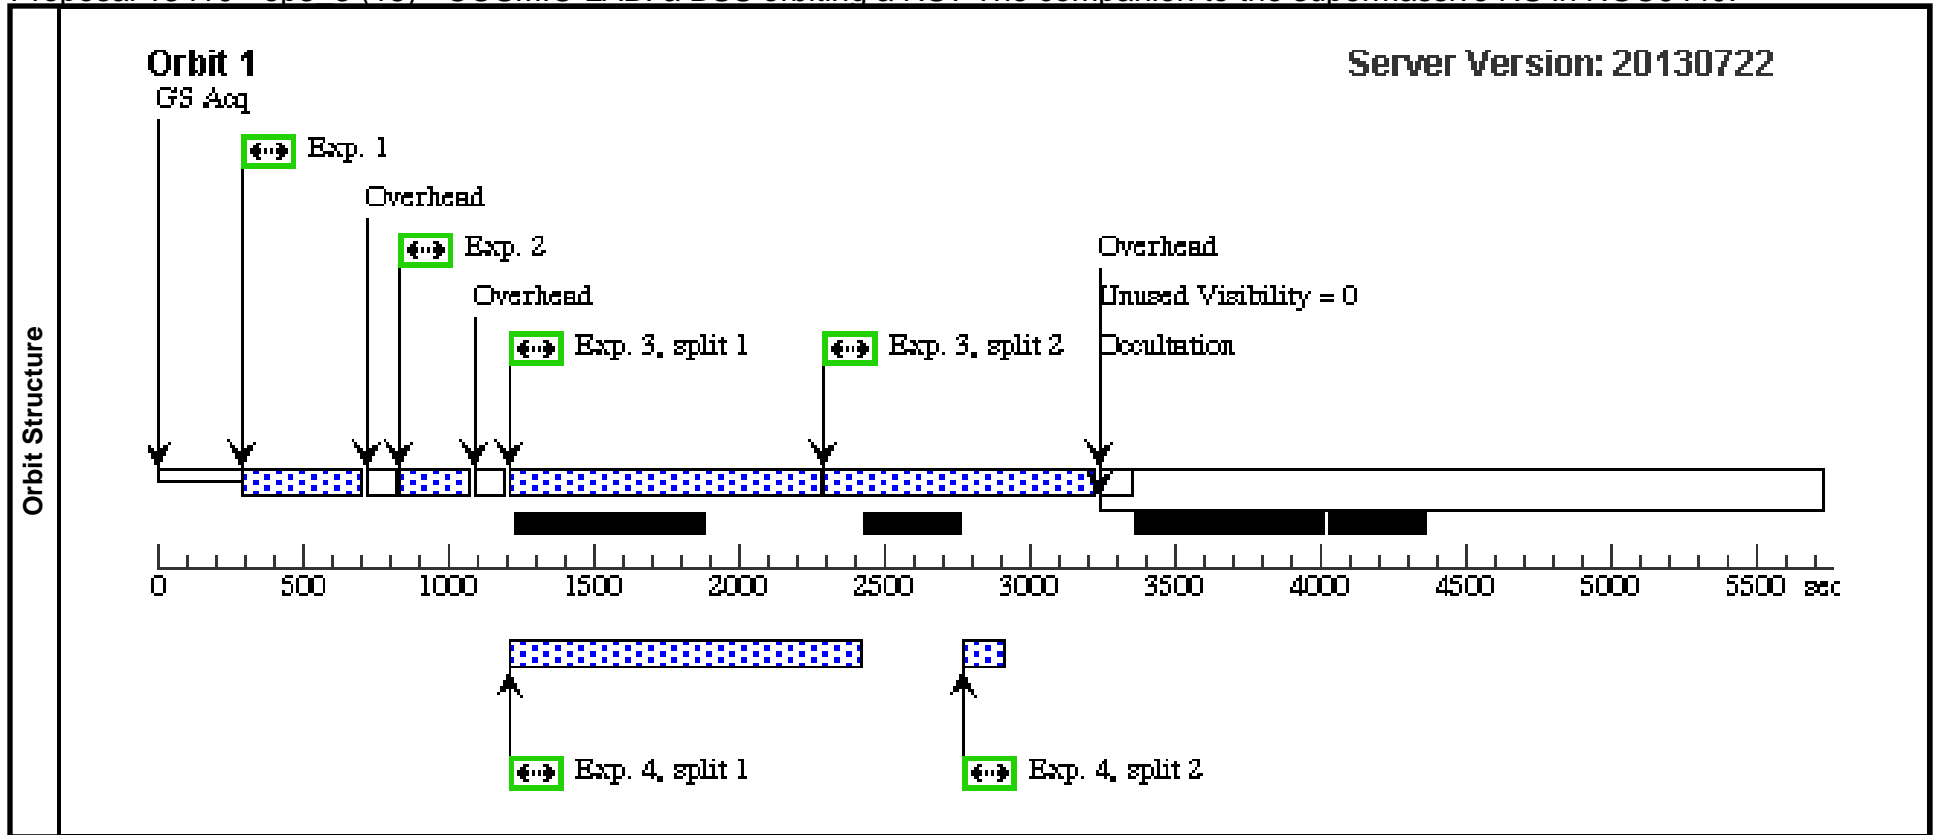 Orbit 1
Server Version: 20130722
GS Acq
Exp. 1
Overhead
Exp. 2
Overhead
Overhead
Unused Visibility = 0
Exp. 3, split 1
Exp. 3, split 2
Occultation
Orbit Structure
0 500 1000 1500 2000 2500 3000 3500 4000 4500 5000 5500 sec
Exp. 4, split 1
Exp. 4, split 2